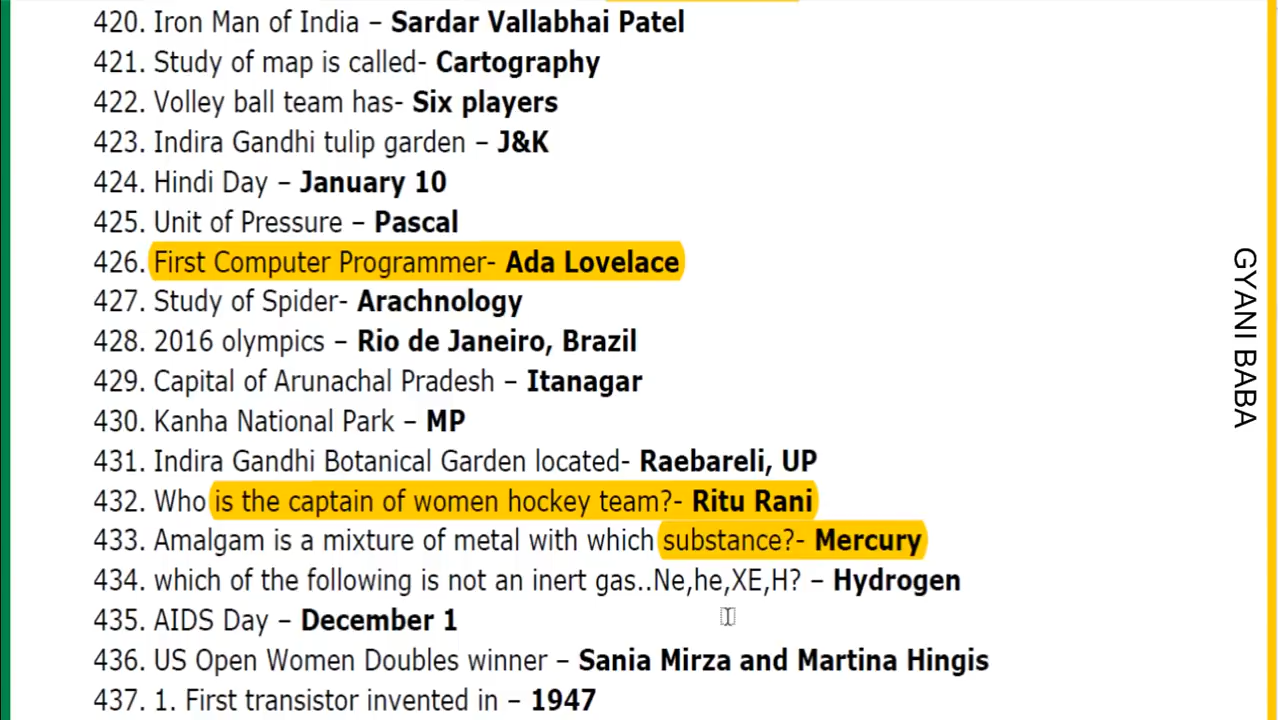 420. Iron Man of India – Sardar Vallabhai Patel
421. Study of map is called- Cartography
422. Volley ball team has- Six players
423. Indira Gandhi tulip garden – J&K
424. Hindi Day – January 10
425. Unit of Pressure – Pascal
426. First Computer Programmer- Ada Lovelace
427. Study of Spider- Arachnology
428. 2016 olympics – Rio de Janeiro, Brazil
429. Capital of Arunachal Pradesh – Itanagar
430. Kanha National Park – MP
431. Indira Gandhi Botanical Garden located- Raebareli, UP
432. Who is the captain of women hockey team?- Ritu Rani
433. Amalgam is a mixture of metal with which substance?- Mercury
434. which of the following is not an inert gas..Ne,he,XE,H? – Hydrogen
435. AIDS Day – December 1
436. US Open Women Doubles winner – Sania Mirza and Martina Hingis
437. 1. First transistor invented in – 1947
GYANI BABA